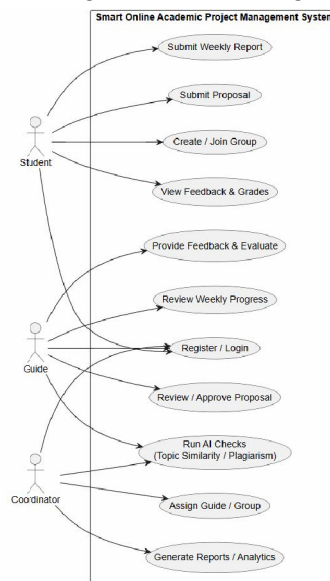 Smart Online Academic Project Management System
Submit Weekly Report
Submit Proposal
Create / Join Group
Student
View Feedback & Grades
Provide Feedback & Evaluate
Review Weekly Progress
Register / Login
Guide
Review / Approve Proposal
Run AI Checks
(Topic Similarity / Plagiarism)
Coordinator
Assign Guide / Group
Generate Reports / Analytics